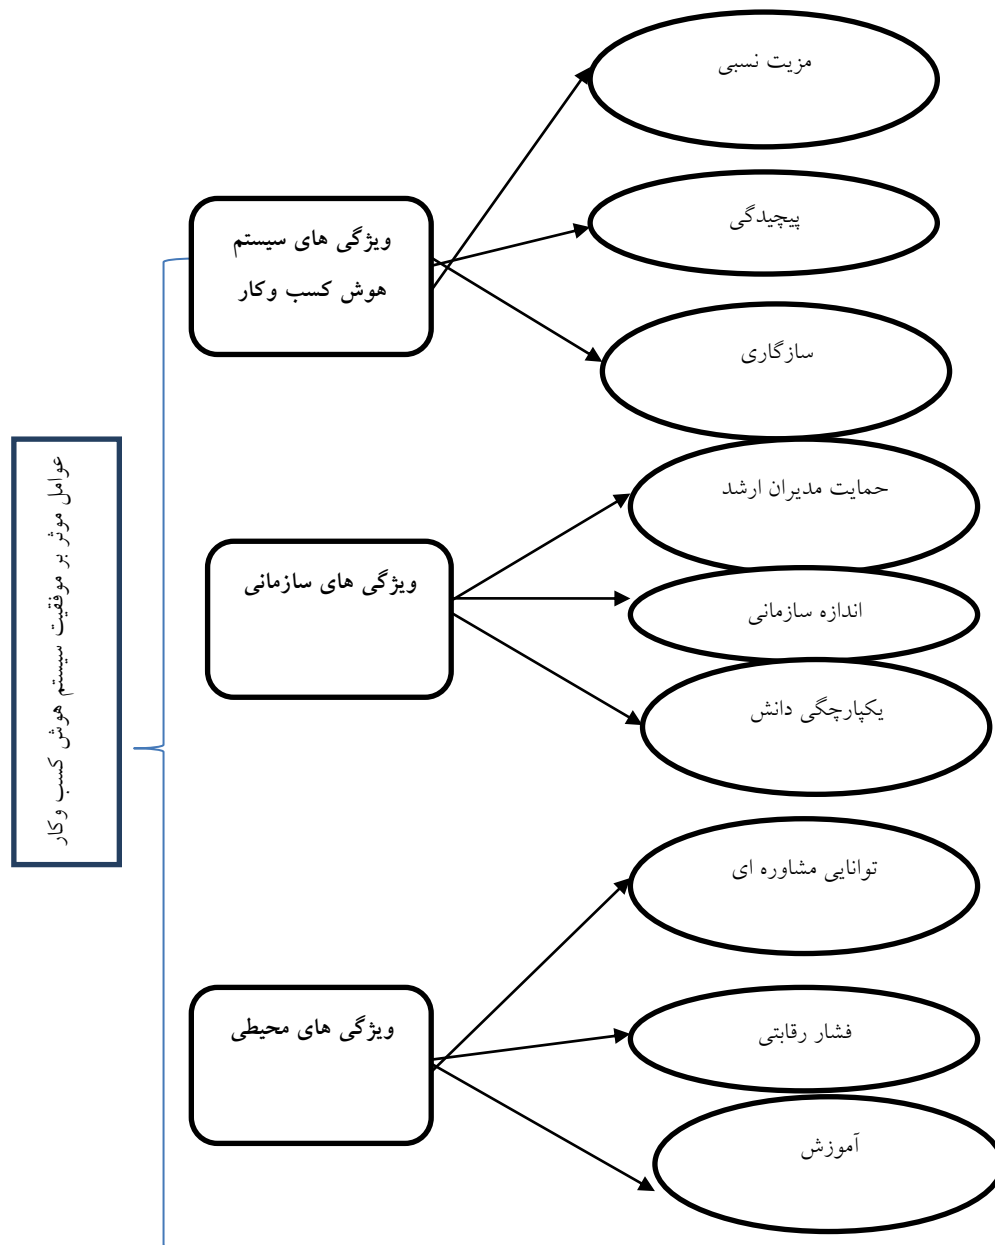 عوامل موثر بر موفقیت سیستم هوش کسب وکار
ویژگی های سیستم
هوش کسب وکار
مزیت نسبی
پیچیدگی
سازگاری
ویژگی های سازمانی
حمایت مدیران ارشد
اندازه سازمانی
یکپارچگی دانش
ویژگی های محیطی
توانایی مشاوره ای
فشار رقابتی
آموزش